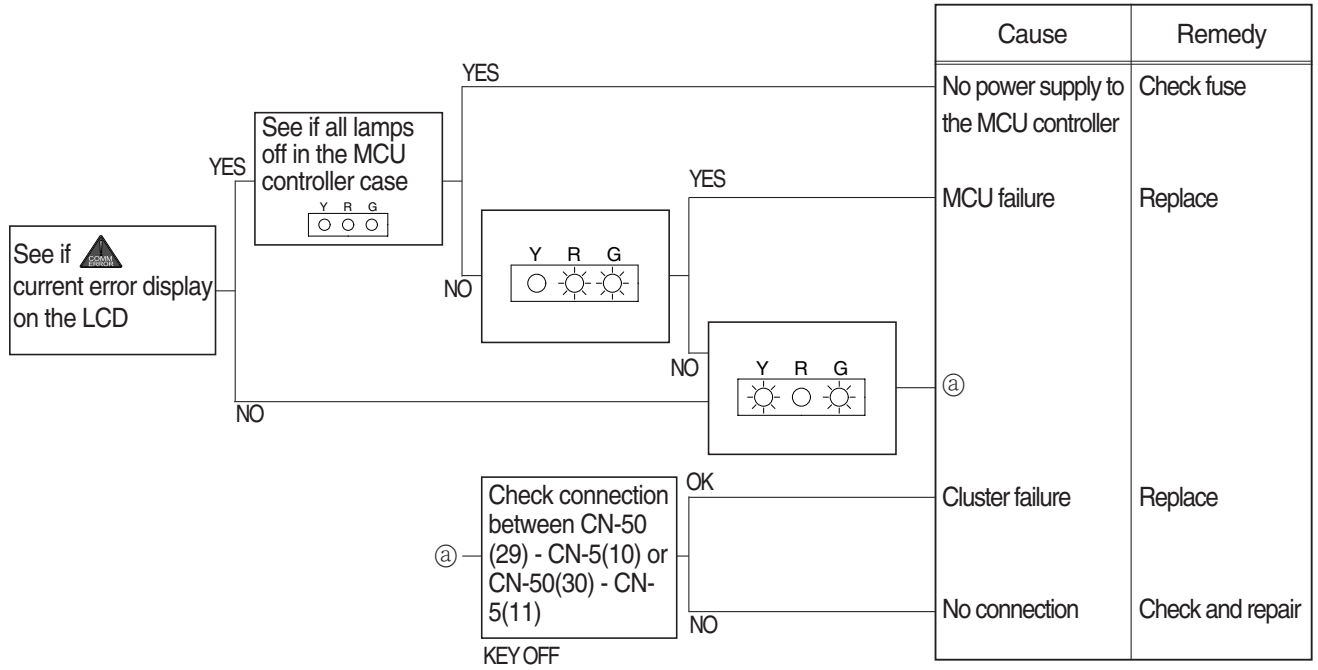 Cause
Remedy
YES
No power supply to
the MCU controller
Check fuse
See if all lamps
off in the MCU
controller case
Y R G
YES
YES
MCU failure
Replace
See if
COMM
ERROR
current error display
on the LCD
NO
Y R G
NO
Y R G
ⓐ
NO
OK
Check connection
between CN-50
(29) - CN-5(10) or
CN-50(30) - CN-
5(11)
ⓐ
Cluster failure
Replace
NO
No connection
Check and repair
KEY OFF